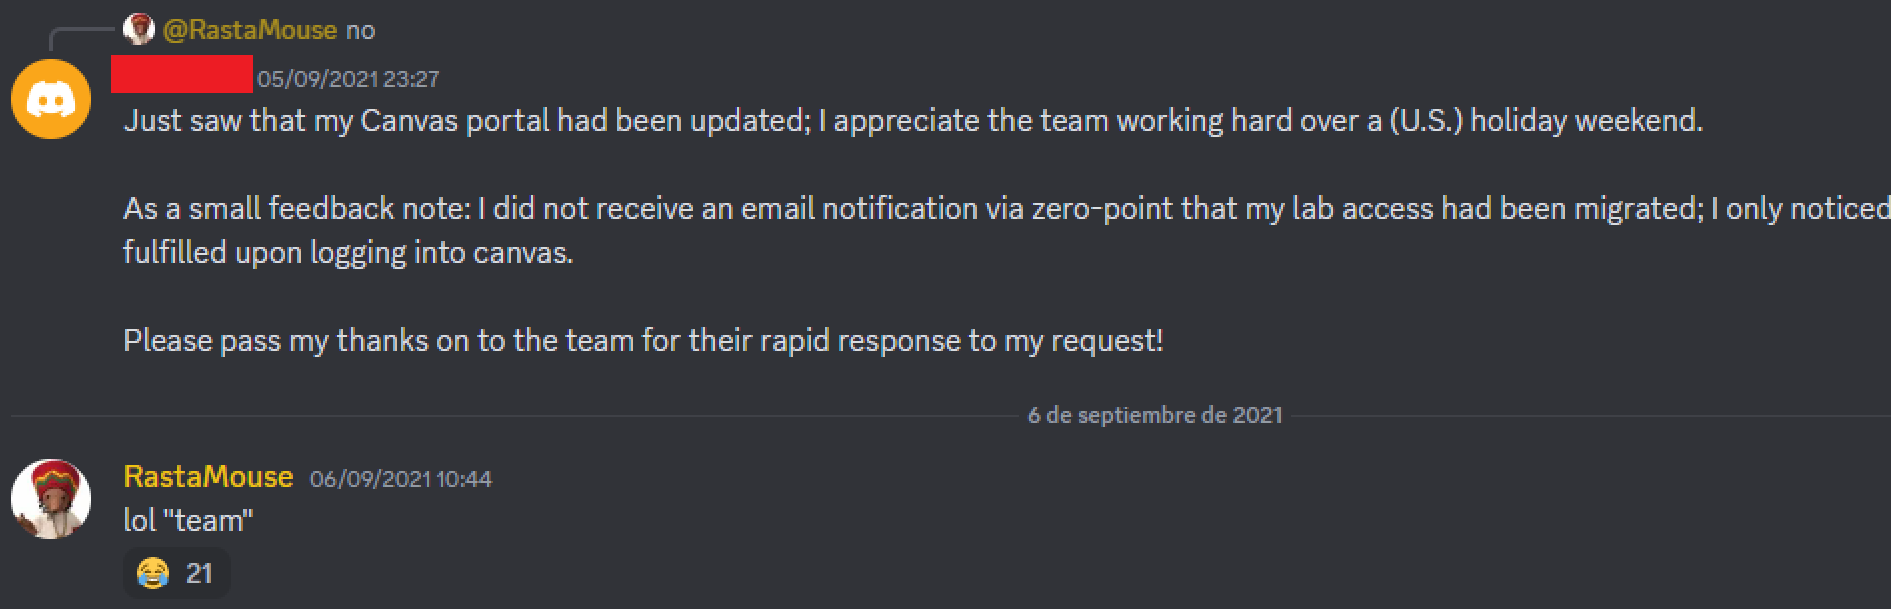 @RastaMouse no
05/09/2021 23:27
Just saw that my Canvas portal had been updated; I appreciate the team working hard over a (U.S.) holiday weekend.
As a small feedback note: I did not receive an email notification via zero-point that my lab access had been migrated; I only noticed
fulfilled upon logging into canvas.
Please pass my thanks on to the team for their rapid response to my request!
6 de septiembre de 2021
RastaMouse 06/09/2021 10:44
lol "team"
😂 21